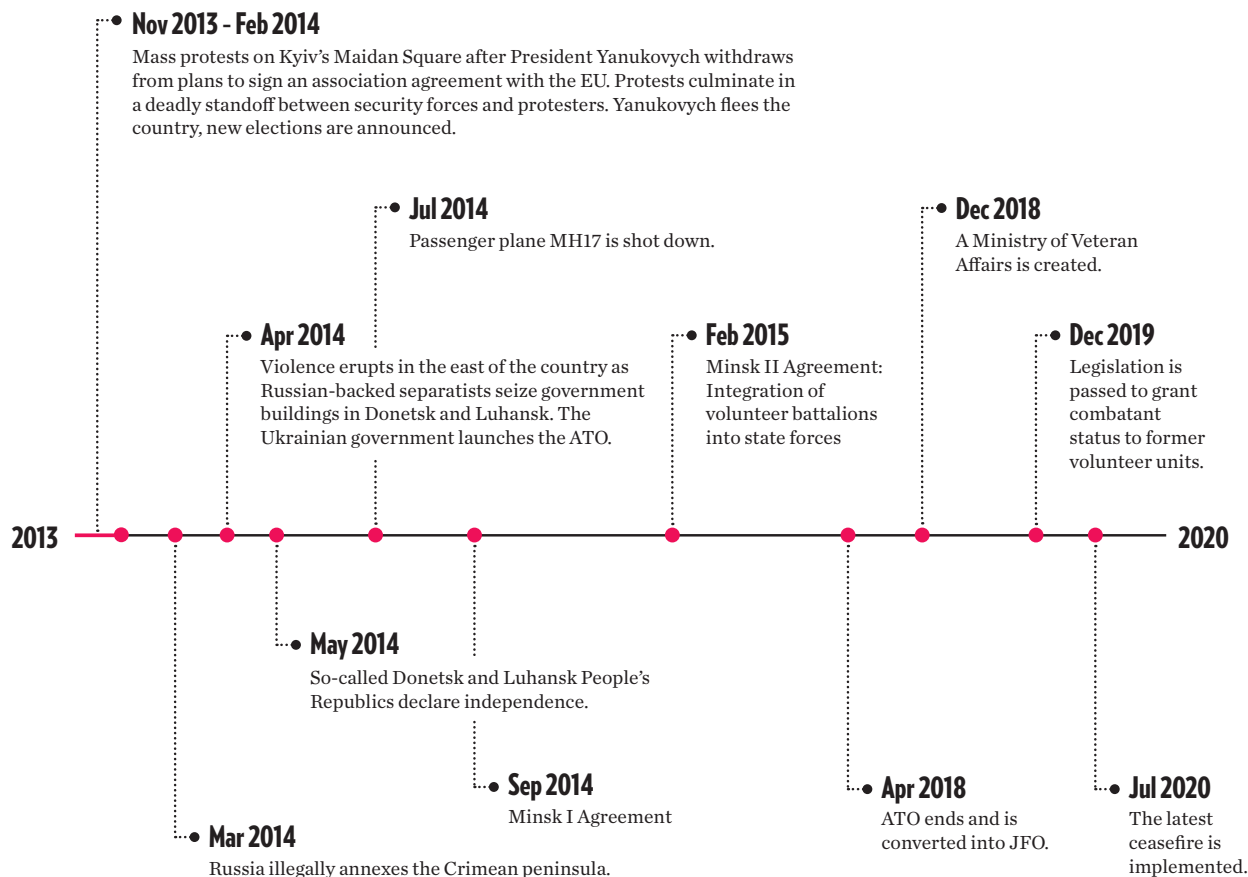 Nov 2013 - Feb 2014
Mass protests on Kyiv’s Maidan Square after President Yanukovych withdraws
from plans to sign an association agreement with the EU. Protests culminate in
a deadly standoff between security forces and protesters. Yanukovych flees the
country, new elections are announced.
Jul 2014
Passenger plane MH17 is shot down.
Dec 2018
A Ministry of Veteran
Affairs is created.
Apr 2014
Violence erupts in the east of the country as
Russian-backed separatists seize government
buildings in Donetsk and Luhansk. The
Ukrainian government launches the ATO.
Feb 2015
Minsk II Agreement:
Integration of
volunteer battalions
into state forces
Dec 2019
Legislation is
passed to grant
combatant
status to former
volunteer units.
2013
2020
May 2014
So-called Donetsk and Luhansk People’s
Republics declare independence.
Sep 2014
Minsk I Agreement
Apr 2018
ATO ends and is
converted into JFO.
Jul 2020
The latest
ceasefire is
implemented.
Mar 2014
Russia illegally annexes the Crimean peninsula.